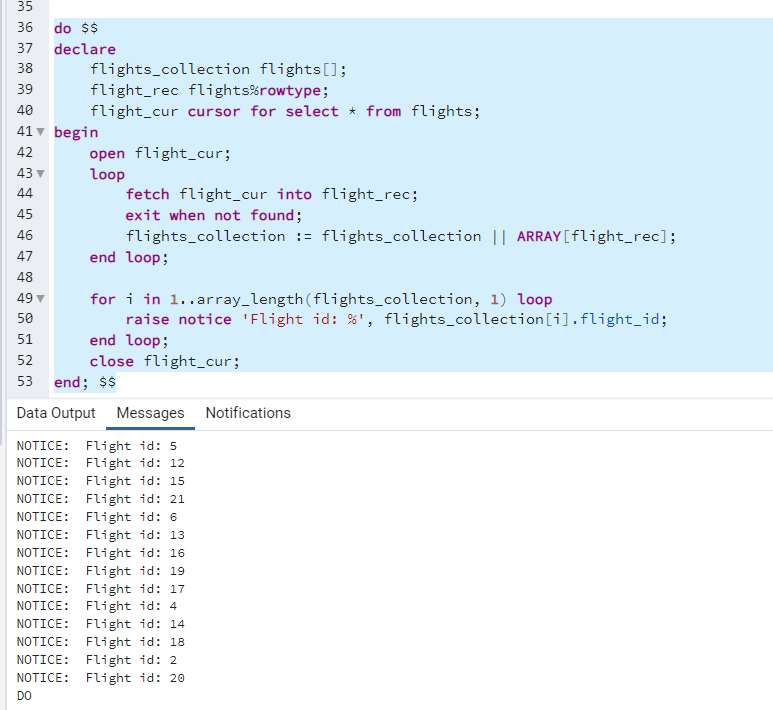 35
36 do $$
37 declare
38     flights_collection flights[];
39     flight_rec flights%rowtype;
40     flight_cur cursor for select * from flights;
41 begin
42     open flight_cur;
43     loop
44         fetch flight_cur into flight_rec;
45         exit when not found;
46         flights_collection := flights_collection || ARRAY[flight_rec];
47     end loop;
48
49     for i in 1..array_length(flights_collection, 1) loop
50         raise notice 'Flight id: %', flights_collection[i].flight_id;
51     end loop;
52     close flight_cur;
53 end; $$
Data Output Messages Notifications
NOTICE:  Flight id: 5
NOTICE:  Flight id: 12
NOTICE:  Flight id: 15
NOTICE:  Flight id: 21
NOTICE:  Flight id: 6
NOTICE:  Flight id: 13
NOTICE:  Flight id: 16
NOTICE:  Flight id: 19
NOTICE:  Flight id: 17
NOTICE:  Flight id: 4
NOTICE:  Flight id: 14
NOTICE:  Flight id: 18
NOTICE:  Flight id: 2
NOTICE:  Flight id: 20
DO